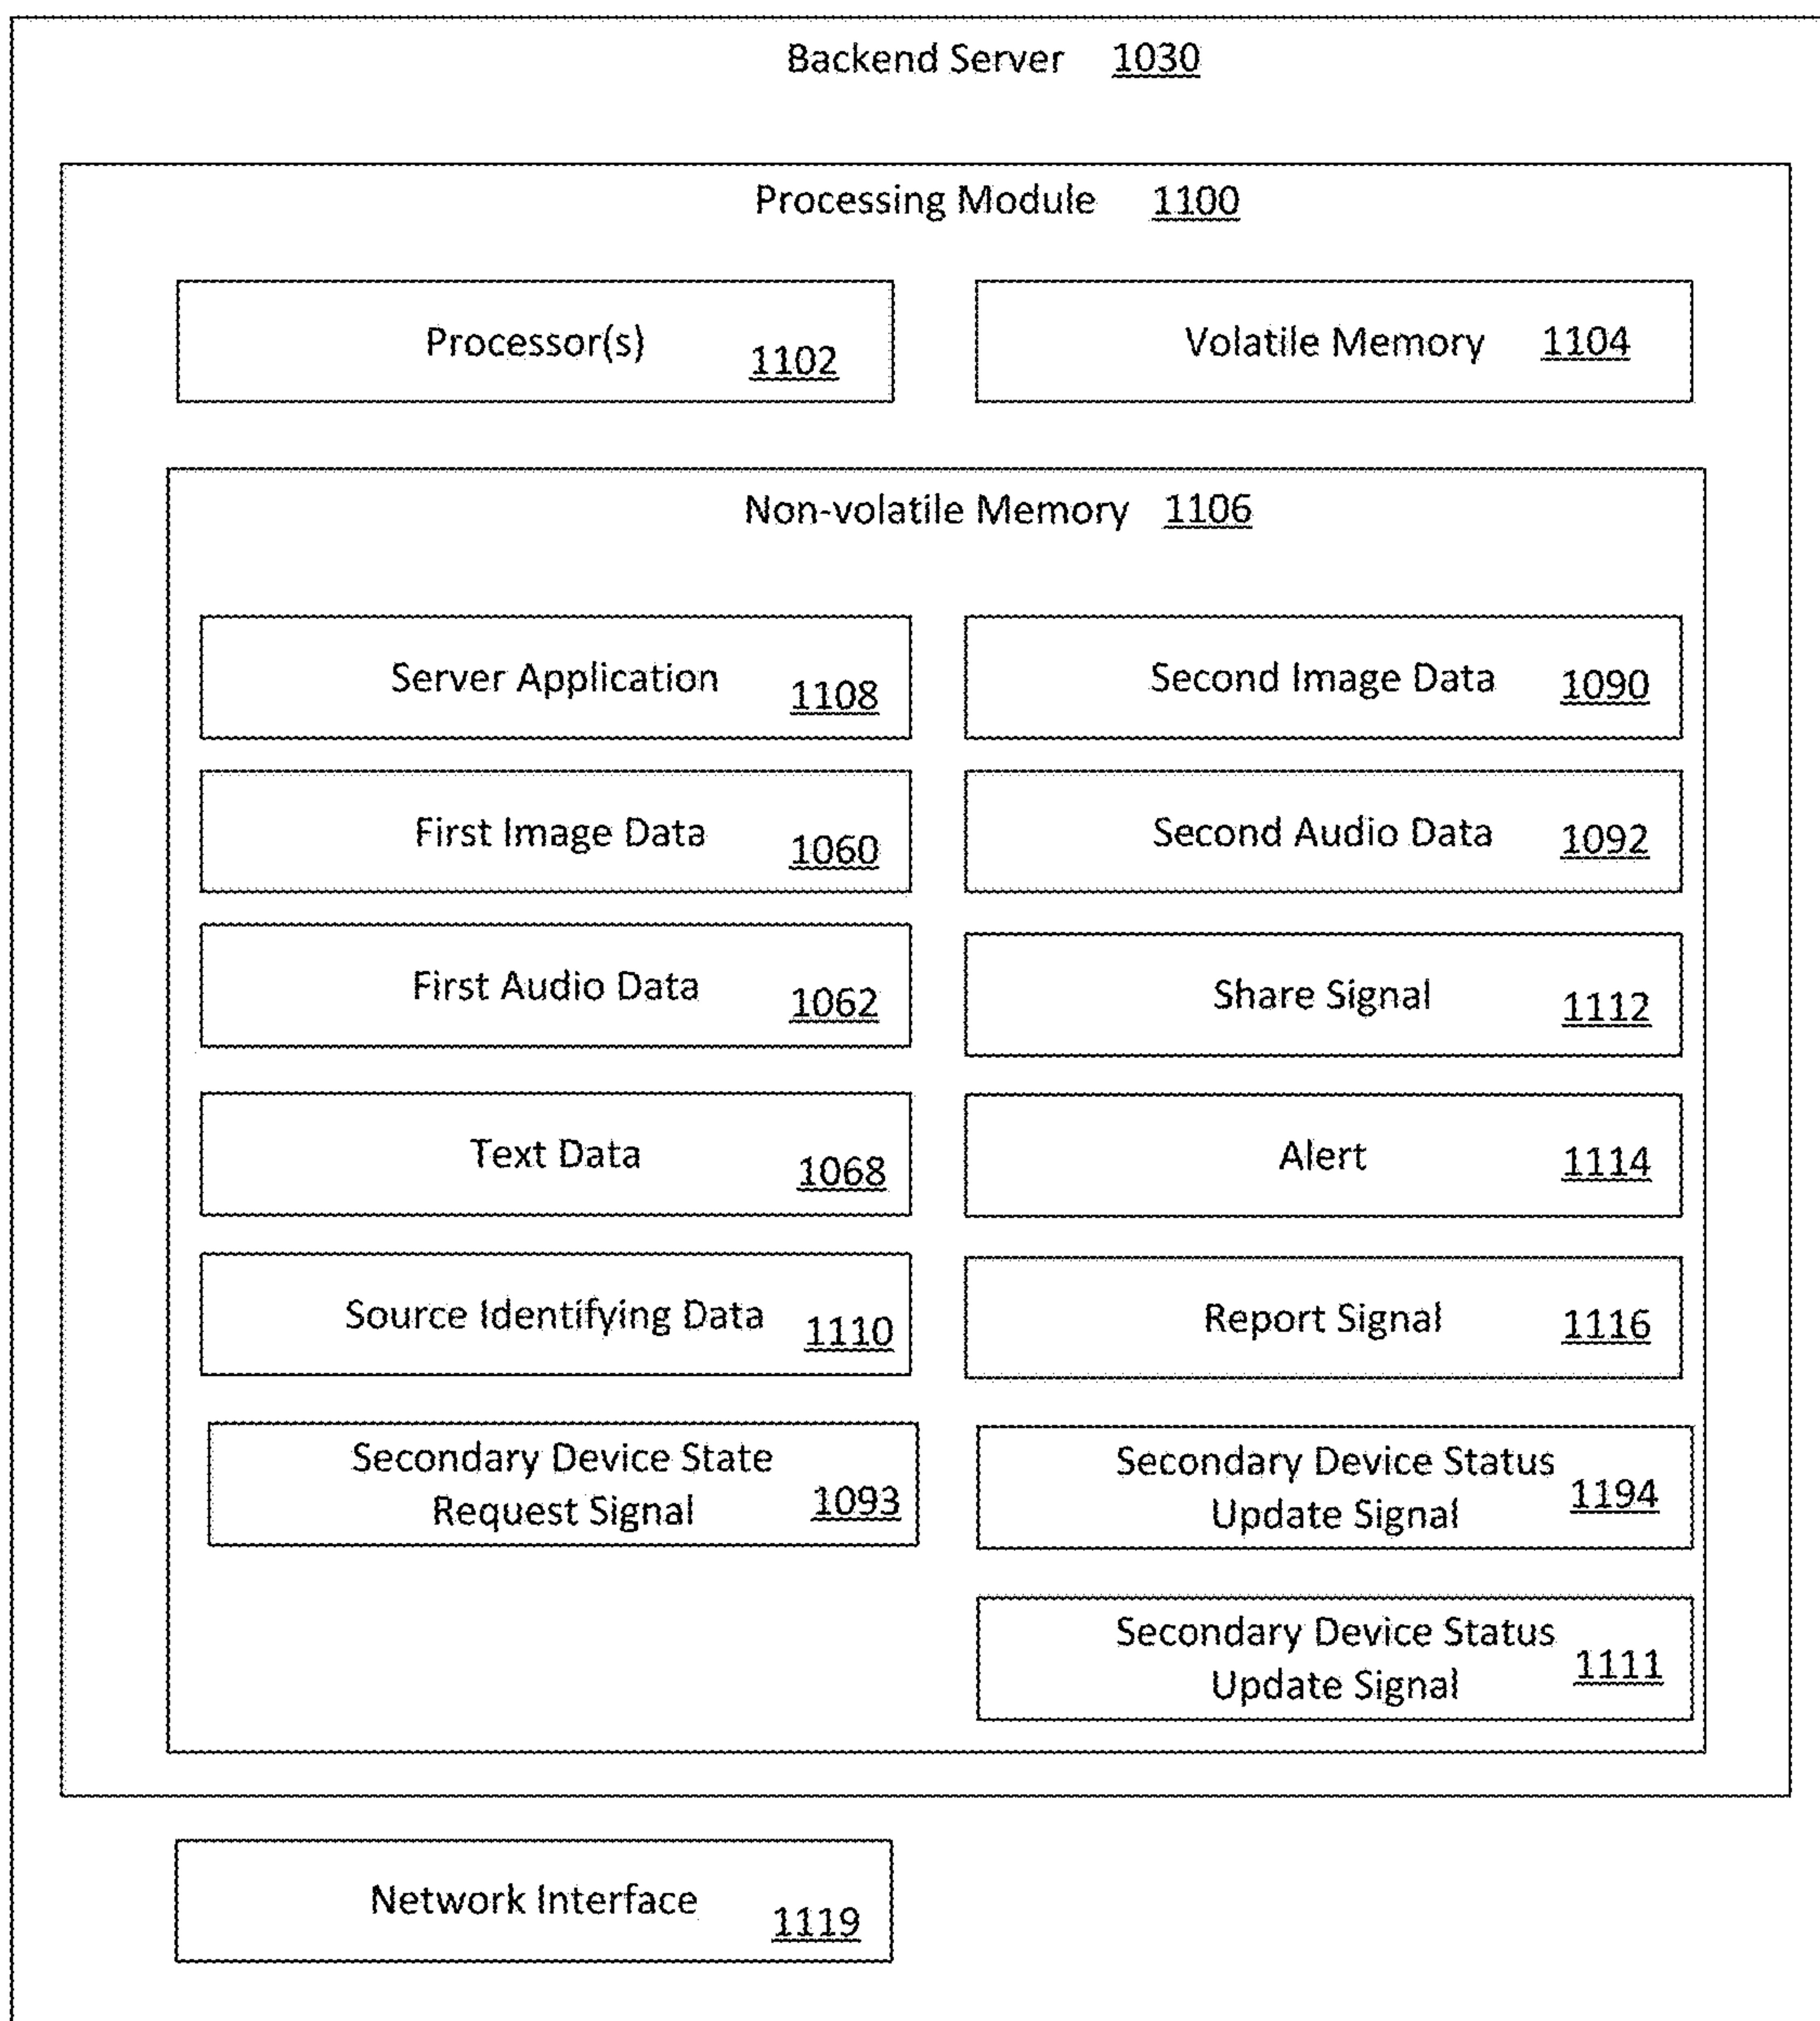 Backend Server 1030
Processing Module 1100
Processor(s) 1102
Volatile Memory 1104
Non-volatile Memory 1106
Server Application 1108
Second Image Data 1090
First Image Data 1060
Second Audio Data 1092
First Audio Data 1062
Share Signal 1112
Text Data 1068
Alert 1114
Source Identifying Data 1110
Report Signal 1116
Secondary Device State
Request Signal 1093
Secondary Device Status
Update Signal 1194
Secondary Device Status
Update Signal 1111
Network Interface 1119